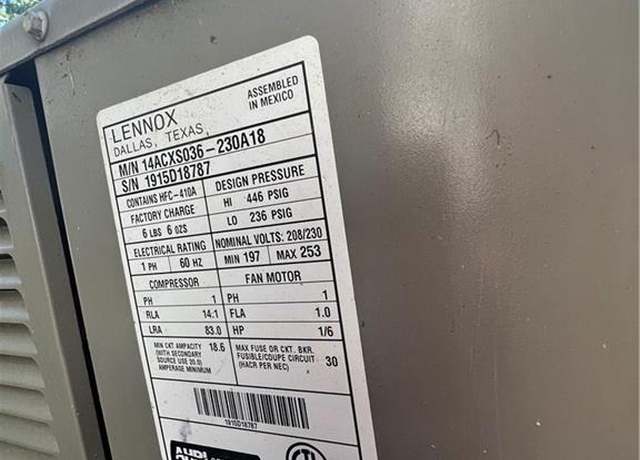 LENNOX
DALLAS, TEXAS
ASSEMBLED
IN MEXICO
M/N 14ACXS036-230A18
S/N 1915D18787
CONTAINS HFC-410A
FACTORY CHARGE
6 LBS 6 OZS
DESIGN PRESSURE
HI 446 PSIG
LO 236 PSIG
ELECTRICAL RATING
1 PH 60 HZ
NOMINAL VOLTS: 208/230
MIN 197 MAX 253
COMPRESSOR
PH 1
RLA 14.1
LRA 83.0
FAN MOTOR
PH 1
FLA 1.0
HP 1/6
MIN CKT AMPACITY 18.6
(WITH SECONDARY
SOURCE USE 20.0)
AMPERAGE MINIMUM
MAX FUSE OR CKT. BKR.
FUSIBLE/COUPE CIRCUIT 30
(HACR PER NEC)
1915D18787